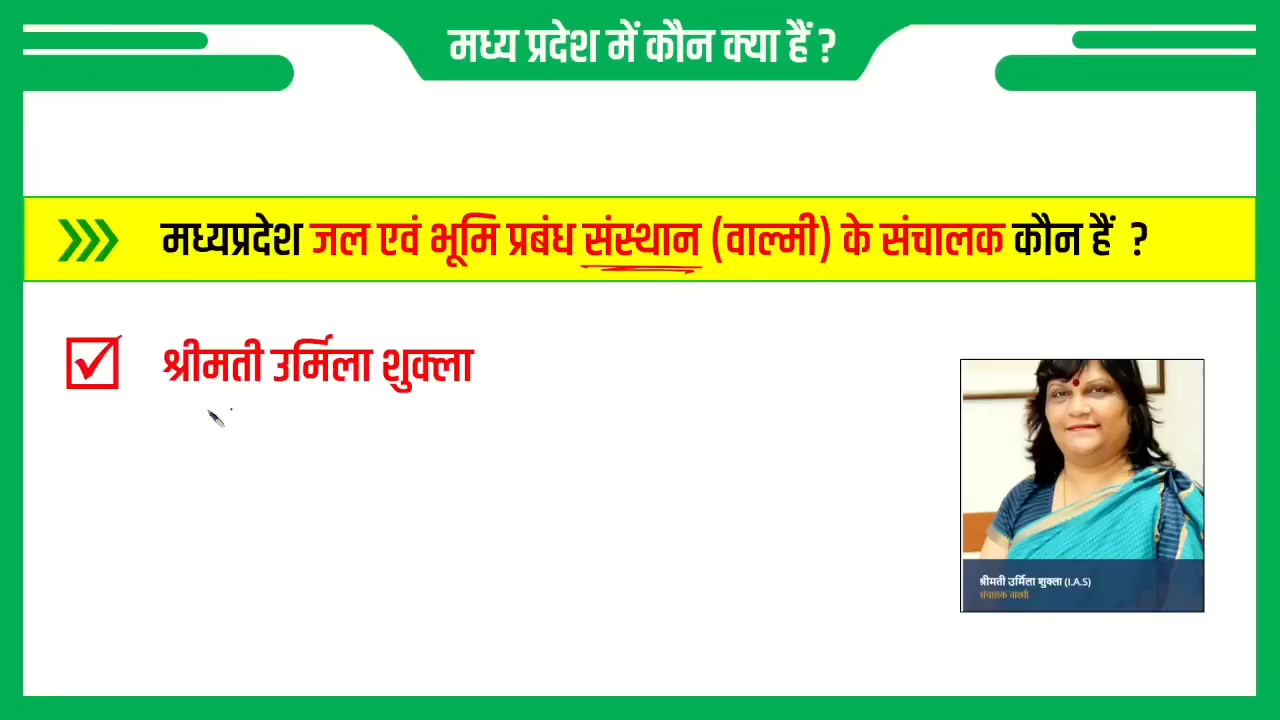 मध्य प्रदेश में कौन क्या हैं ?
मध्यप्रदेश जल एवं भूमि प्रबंध संस्थान (वाल्मी) के संचालक कौन हैं ?
श्रीमती उर्मिला शुक्ला
श्रीमती उर्मिला शुक्ला (I.A.S)
संचालक वाल्मी